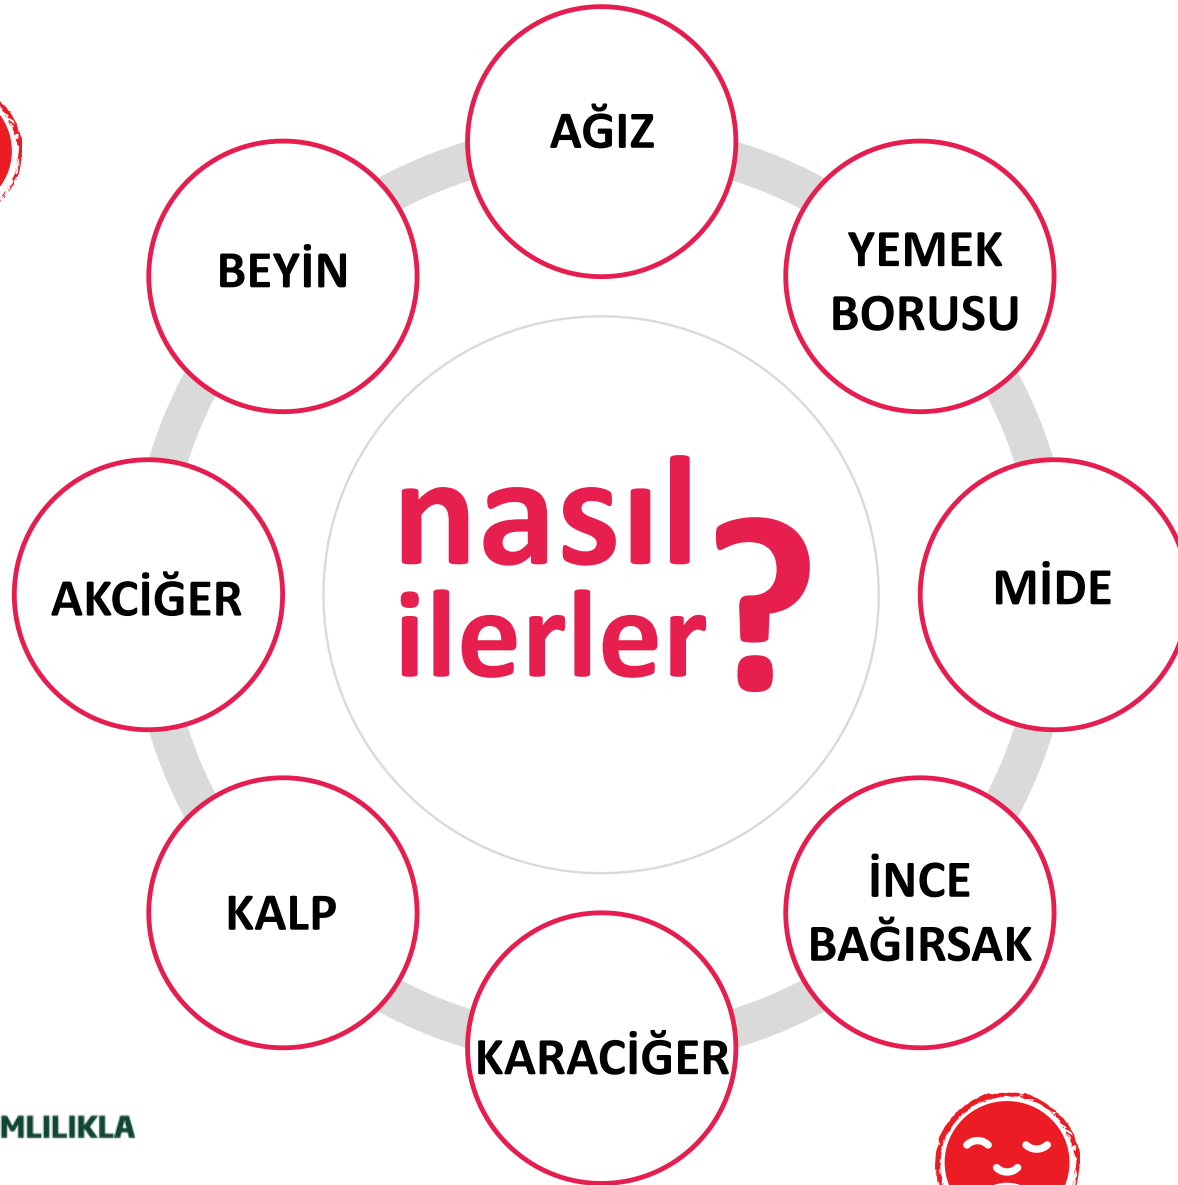 AĞIZ
YEMEK
BORUSU
MİDE
İNCE
BAĞIRSAK
KARACİĞER
KALP
AKCİĞER
BEYİN
nasıl
ilerler?
MLILIKLA